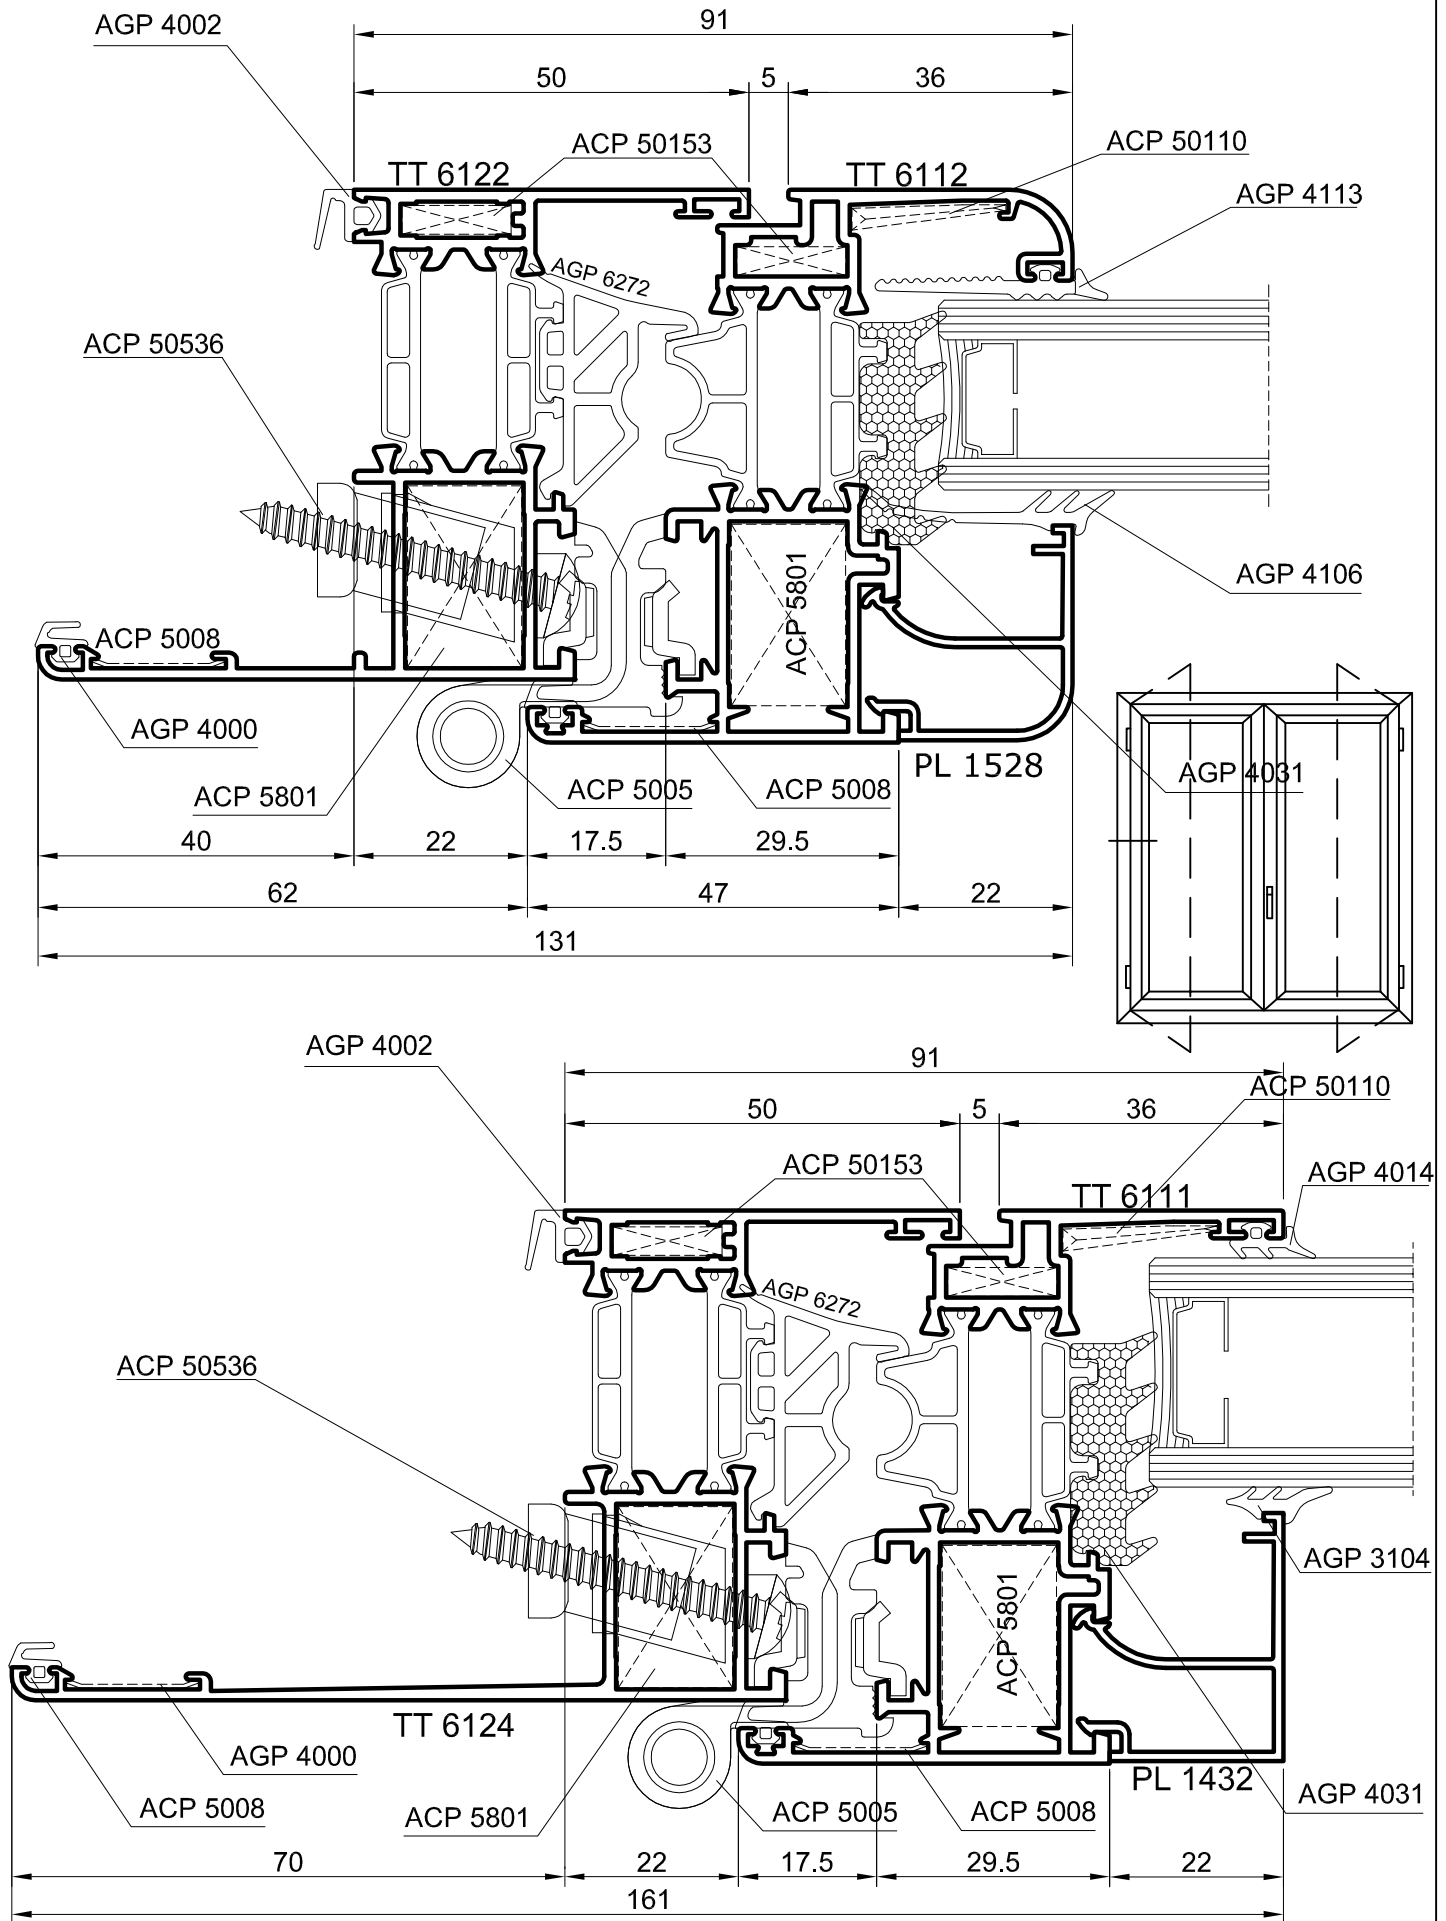 91
AGP 4002
50 5 36
ACP 50153
ACP 50110
TT 6122
TT 6112
AGP 4113
AGP 6272
ACP 50536
ACP 5801
AGP 4106
ACP 5008
AGP 4000
PL 1528
AGP 4031
ACP 5801
ACP 5005
ACP 5008
40 22 17.5 29.5
62 47 22
131
AGP 4002
91
50 5 36
ACP 50110
ACP 50153
AGP 4014
TT 6111
AGP 6272
ACP 50536
AGP 3104
ACP 5801
TT 6124
AGP 4000
PL 1432
AGP 4031
ACP 5008
ACP 5801
ACP 5005
ACP 5008
70 22 17.5 29.5 22
161